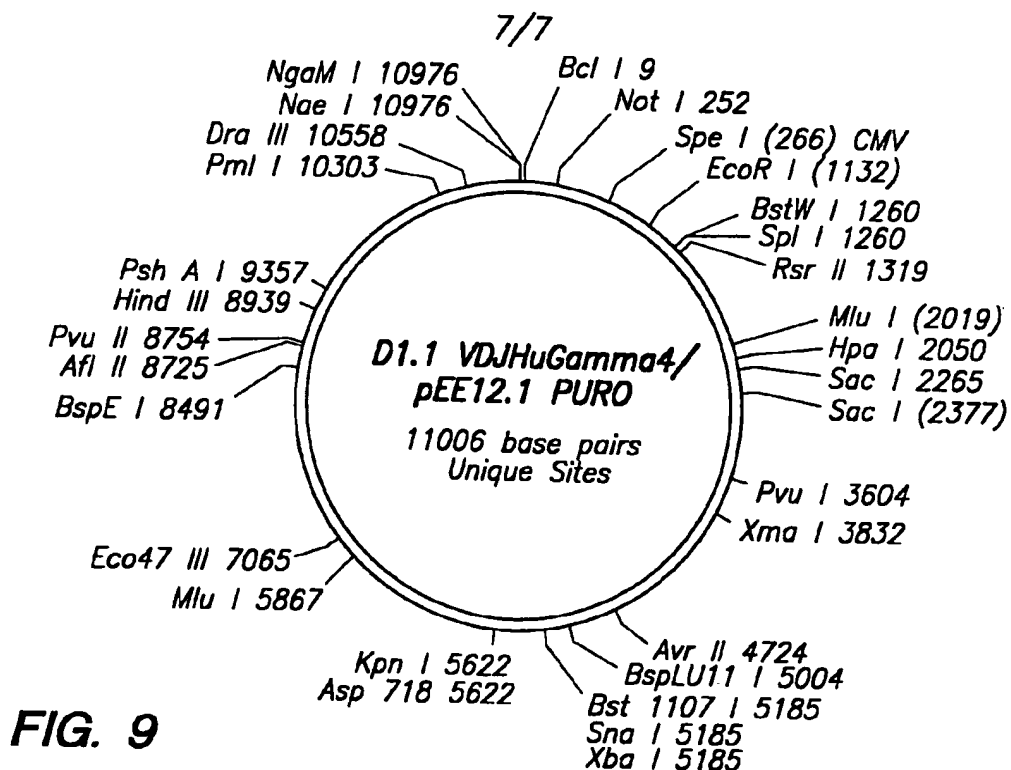 7/7
NgaM I 10976
Nae I 10976
Dra III 10558
Pml I 10303
Bcl I 9
Not I 252
Spe I (266) CMV
EcoR I (1132)
BstW I 1260
Spl I 1260
Rsr II 1319
Psh A I 9357
Hind III 8939
Pvu II 8754
Afl II 8725
BspE I 8491
Mlu I (2019)
Hpa I 2050
Sac I 2265
Sac I (2377)
D1.1 VDJHuGamma4/
pEE12.1 PURO
11006 base pairs
Unique Sites
Pvu I 3604
Xma I 3832
Eco47 III 7065
Mlu I 5867
Kpn I 5622
Asp 718 5622
Avr II 4724
BspLU11 I 5004
Bst 1107 I 5185
Sna I 5185
Xba I 5185
FIG. 9